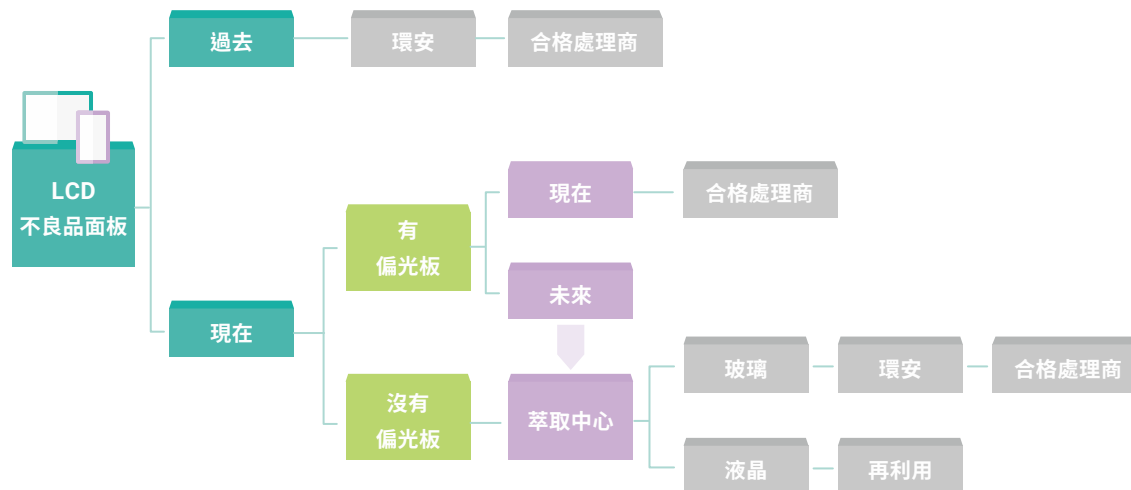 過去
環安
合格處理商
LCD
不良品面板
現在
有
偏光板
現在
合格處理商
未來
沒有
偏光板
萃取中心
玻璃
環安
合格處理商
液晶
再利用